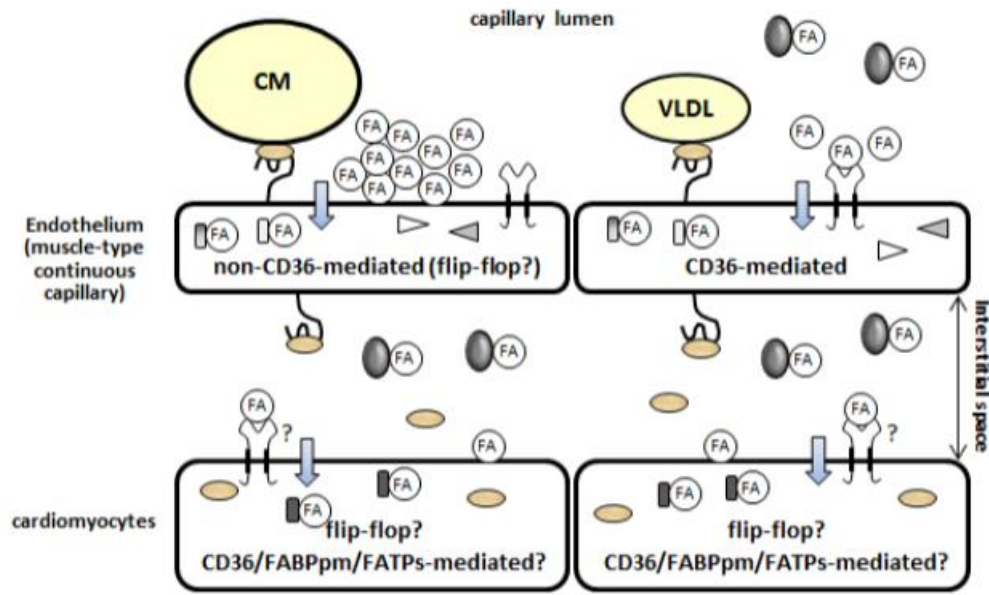 capillary lumen
FA
FA
CM
VLDL
FA
FA
FA
FA
FA
FA
FA
FA
FA
FA
FA
FA
FA
FA
Endothelium
(muscle-type
continuous
capillary)
FA
FA
FA
FA
non-CD36-mediated (flip-flop?)
CD36-mediated
Interstitial space
FA
FA
FA
FA
FA
?
FA
FA
FA
?
cardiomyocytes
FA
FA
FA
FA
flip-flop?
CD36/FABPpm/FATPs-mediated?
flip-flop?
CD36/FABPpm/FATPs-mediated?